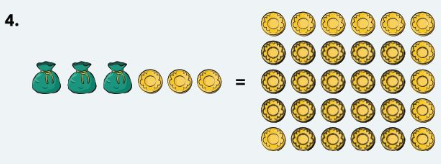 4.
=